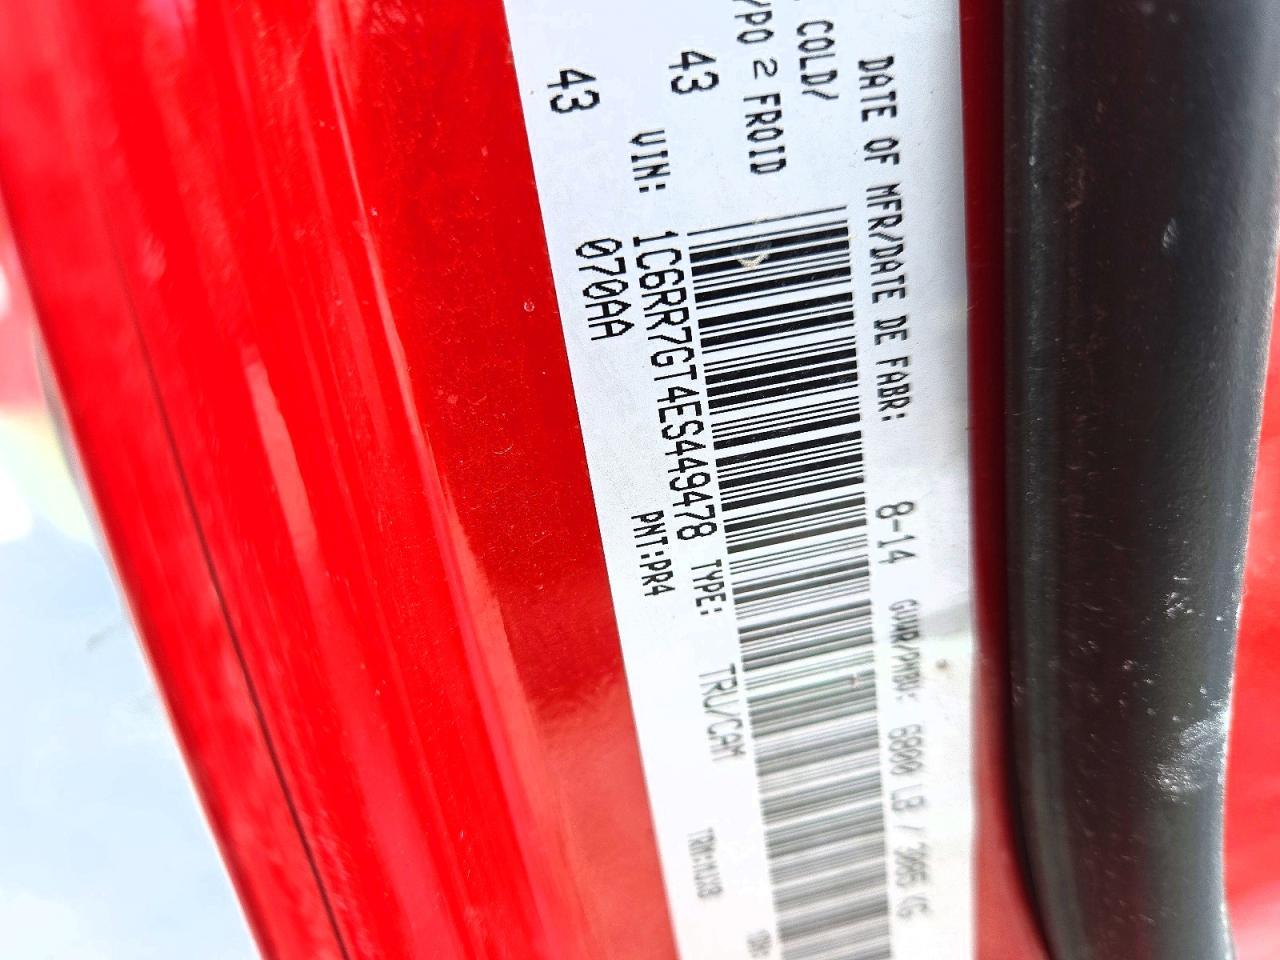 COLD/
/PO 2 FROID
DATE OF MFR/DATE DE FABR: 8-14 GVWR/PNBV: 6800 LB / 3085 KG
43
43
VIN: 1C6RR7GT4ES449478 TYPE: TRU/CAM
070AA PNT:PR4